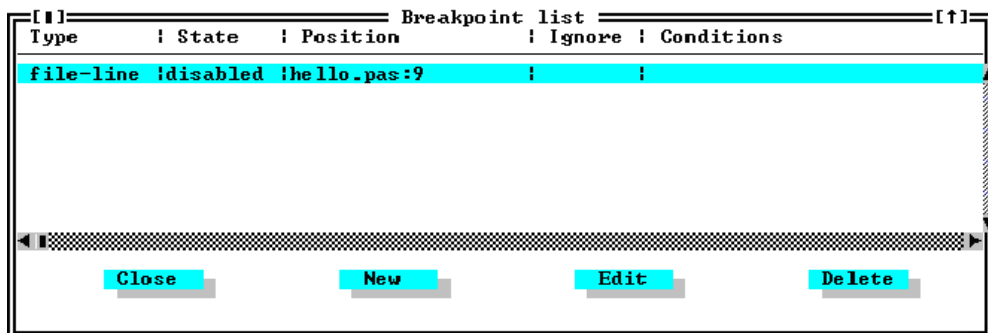 [■] Breakpoint list [↑]
Type ¦ State ¦ Position ¦ Ignore ¦ Conditions
file-line ¦disabled ¦hello.pas:9 ¦ ¦
Close New Edit Delete